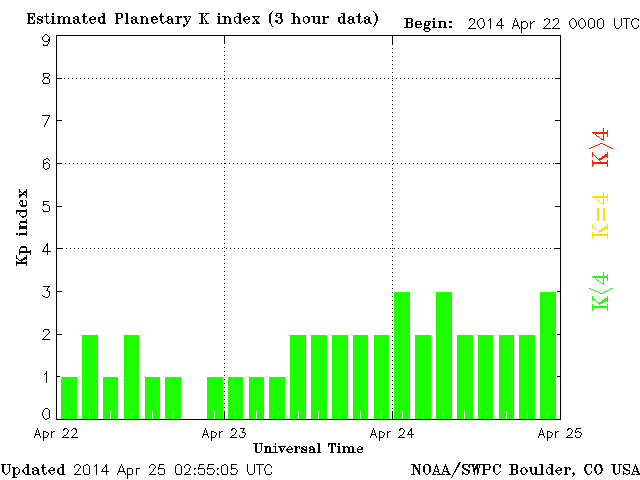 Estimated Planetary K index (3 hour data) Begin: 2014 Apr 22 0000 UTC
9
8
7
6
5
4
3
2
1
0
Kp index
K>4
K=4
K<4
Apr 22 Apr 23 Apr 24 Apr 25
Universal Time
Updated 2014 Apr 25 02:55:05 UTC NOAA/SWPC Boulder, CO USA